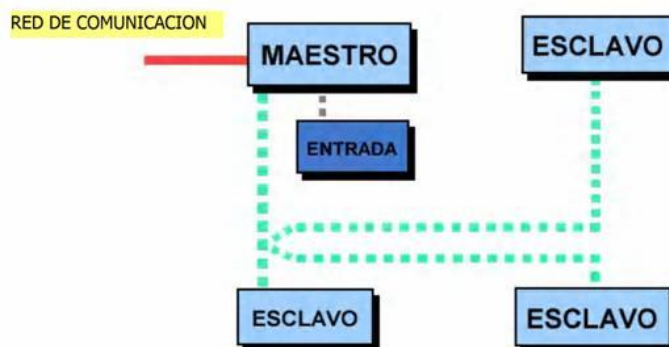 RED DE COMUNICACION
MAESTRO
ESCLAVO
ENTRADA
ESCLAVO
ESCLAVO